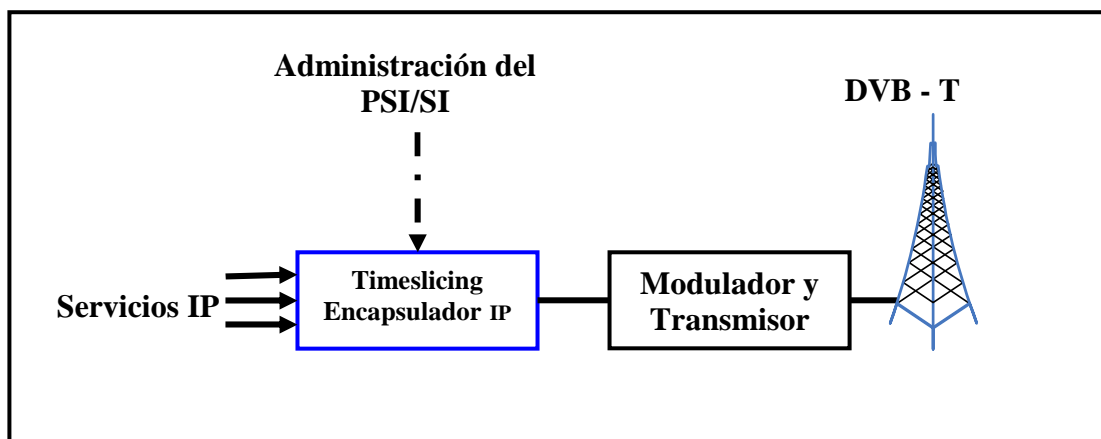 Administración del
PSI/SI
DVB - T
Servicios IP
Timeslicing
Encapsulador IP
Modulador y
Transmisor